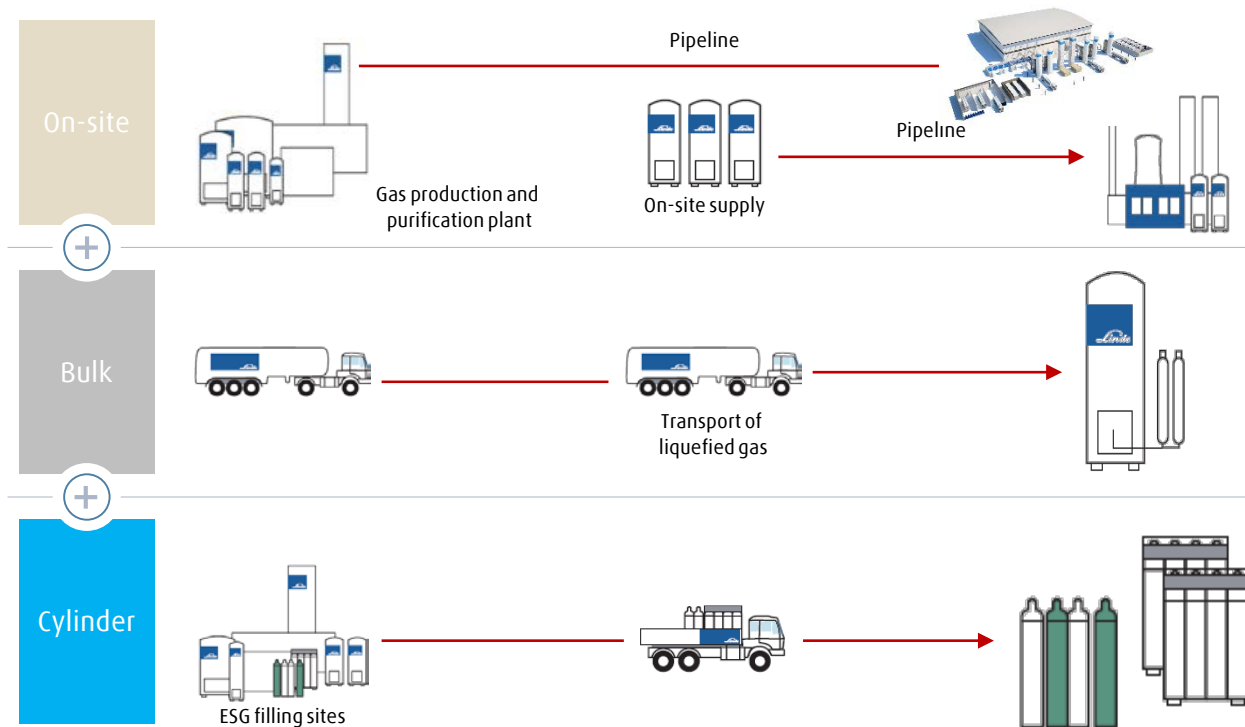 On-site
Pipeline
Pipeline
Gas production and
purification plant
On-site supply
Bulk
Linde
Transport of
liquefied gas
Cylinder
ESG filling sites